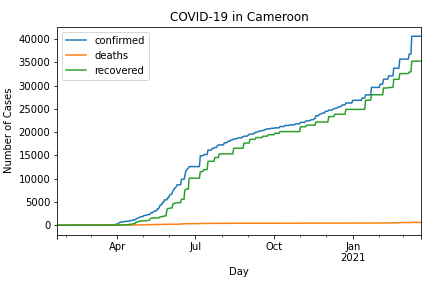 COVID-19 in Cameroon
confirmed
deaths
recovered
Number of Cases
40000
35000
30000
25000
20000
15000
10000
5000
0
Apr
Jul
Oct
Jan
2021
Day